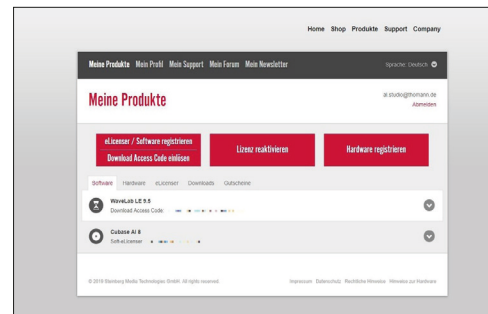 Home Shop Produkte Support Company
Meine Produkte Mein Profil Mein Support Mein Forum Mein Newsletter
Sprache: Deutsch
Meine Produkte
al.studio@thomann.de
Abmelden
eLicenser / Software registrieren
Download Access Code einlösen
Lizenz reaktivieren
Hardware registrieren
Software Hardware eLicenser Downloads Gutscheine
WaveLab LE 9.5
Download Access Code:
Cubase AI 8
Soft-eLicenser
© 2019 Steinberg Media Technologies GmbH. All rights reserved.
Impressum Datenschutz Rechtliche Hinweise Hinweise zur Hardware